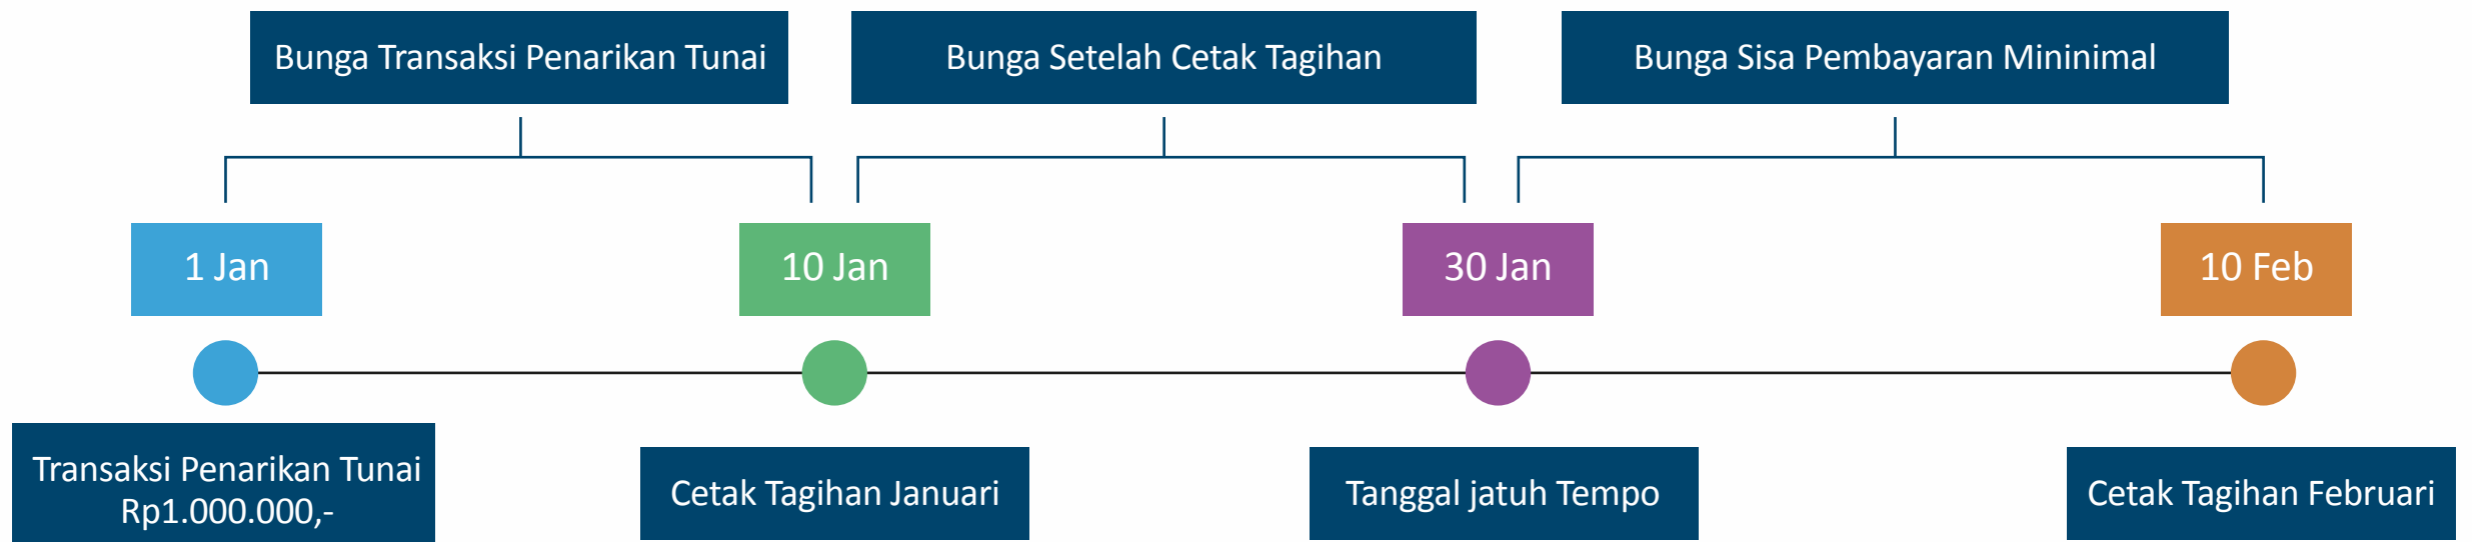 Bunga Transaksi Penarikan Tunai
Bunga Setelah Cetak Tagihan
Bunga Sisa Pembayaran Mininimal
1 Jan
10 Jan
30 Jan
10 Feb
Transaksi Penarikan Tunai
Rp1.000.000,-
Cetak Tagihan Januari
Tanggal jatuh Tempo
Cetak Tagihan Februari